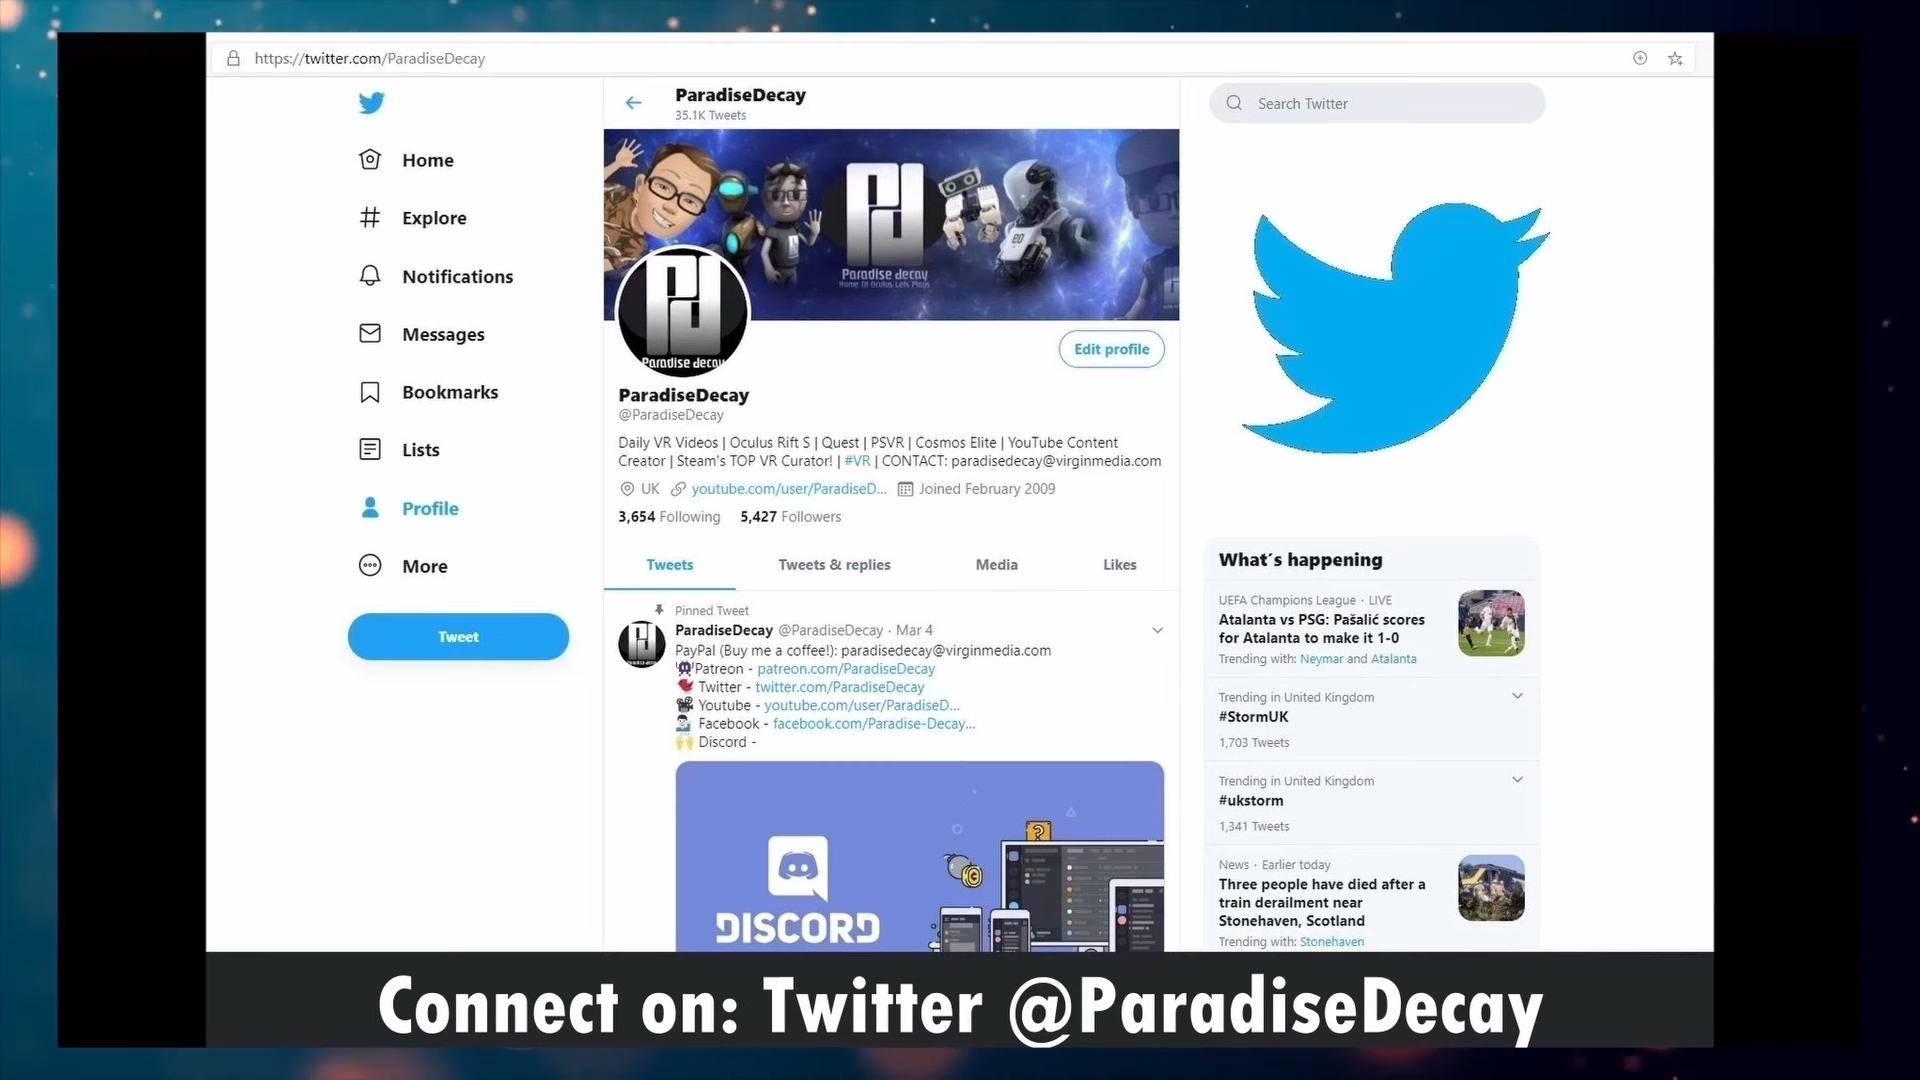 https://twitter.com/ParadiseDecay
Home
Explore
Notifications
Messages
Bookmarks
Lists
Profile
More
Tweet
ParadiseDecay
35.1K Tweets
Paradise decay
Home Of Oculus Lets Plays
Paradise decay
Edit profile
ParadiseDecay
@ParadiseDecay
Daily VR Videos | Oculus Rift S | Quest | PSVR | Cosmos Elite | YouTube Content
Creator | Steam's TOP VR Curator! | #VR | CONTACT: paradisedecay@virginmedia.com
UK youtube.com/user/ParadiseD... Joined February 2009
3,654 Following 5,427 Followers
Tweets Tweets & replies Media Likes
Pinned Tweet
ParadiseDecay @ParadiseDecay · Mar 4
PayPal (Buy me a coffee!): paradisedecay@virginmedia.com
Patreon - patreon.com/ParadiseDecay
Twitter - twitter.com/ParadiseDecay
Youtube - youtube.com/user/ParadiseD...
Facebook - facebook.com/Paradise-Decay...
Discord -
DISCORD
Search Twitter
What's happening
UEFA Champions League · LIVE
Atalanta vs PSG: Pašalić scores
for Atalanta to make it 1-0
Trending with: Neymar and Atalanta
Trending in United Kingdom
#StormUK
1,703 Tweets
Trending in United Kingdom
#ukstorm
1,341 Tweets
News · Earlier today
Three people have died after a
train derailment near
Stonehaven, Scotland
Trending with: Stonehaven
Connect on: Twitter @ParadiseDecay